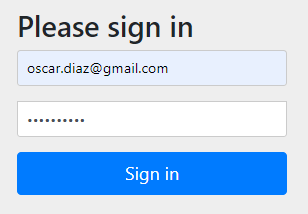 Please sign in
oscar.diaz@gmail.com
••••••••••
Sign in